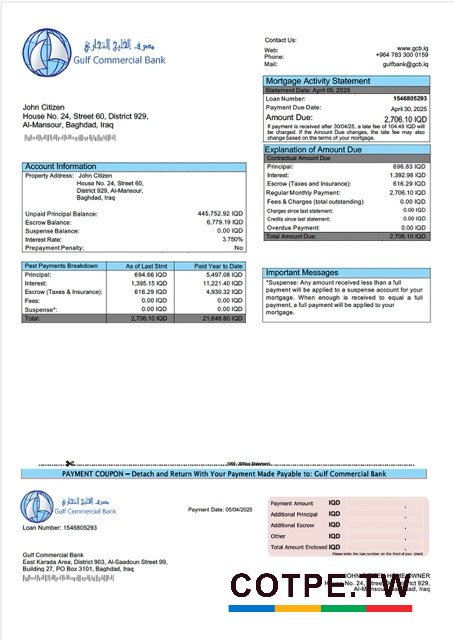 مصرف الخليج التجاري
Gulf Commercial Bank
Contact Us:
Web: www.gcb.iq
Phone: +964 783 300 0159
Mail: gulfbank@gcb.iq
Mortgage Activity Statement
Statement Date: April 05, 2025
Loan Number: 1546805293
Payment Due Date: April 30, 2025
Amount Due: 2,706.10 IQD
If payment is received after 30/04/25, a late fee of 104.49 IQD will
be charged. If the Amount Due changes, the late fee may also
change based on the terms of your mortgage.
John Citizen
House No. 24, Street 60, District 929,
Al-Mansour, Baghdad, Iraq
Explanation of Amount Due
Contractual Amount Due
Principal: 696.83 IQD
Interest: 1,392.98 IQD
Escrow (Taxes and Insurance): 616.29 IQD
Regular Monthly Payment: 2,706.10 IQD
Fees & Charges (total outstanding) 0.00 IQD
Charges since last statement: 0.00 IQD
Credits since last statement: 0.00 IQD
Overdue Payment: 0.00 IQD
Total Amount Due: 2,706.10 IQD
Account Information
Property Address: John Citizen
House No. 24, Street 60,
District 929, Al-Mansour,
Baghdad, Iraq
Unpaid Principal Balance: 445,752.92 IQD
Escrow Balance: 6,779.19 IQD
Suspense Balance: 0.00 IQD
Interest Rate: 3.750%
Prepayment Penalty: No
Past Payments Breakdown As of Last Stmt Paid Year to Date
Principal: 694.66 IQD 5,497.08 IQD
Interest: 1,395.15 IQD 11,221.40 IQD
Escrow (Taxes & Insurance): 616.29 IQD 4,930.32 IQD
Fees: 0.00 IQD 0.00 IQD
Suspense*: 0.00 IQD 0.00 IQD
Total: 2,706.10 IQD 21,648.80 IQD
Important Messages
*Suspense: Any amount received less than a full
payment will be applied to a suspense account for your
mortgage. When enough is received to equal a full
payment, a full payment will be applied to your
mortgage.
PAYMENT COUPON – Detach and Return With Your Payment Made Payable to: Gulf Commercial Bank
مصرف الخليج التجاري
Gulf Commercial Bank
Loan Number: 1546805293
Payment Date: 05/04/2025
Payment Amount IQD .
Additional Principal IQD .
Additional Escrow IQD .
Other IQD .
Total Amount Enclosed IQD .
Please write the loan number on the front of your check.
Gulf Commercial Bank
East Karada Area, District 903, Al-Saadoun Street 99,
Building 27, PO Box 3101, Baghdad, Iraq
COTPE.TW